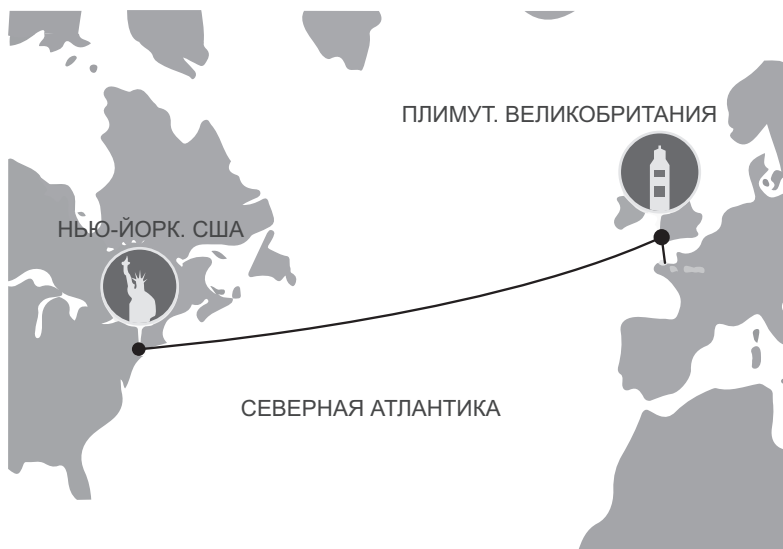 ПЛИМУТ. ВЕЛИКОБРИТАНИЯ
НЬЮ-ЙОРК. США
СЕВЕРНАЯ АТЛАНТИКА